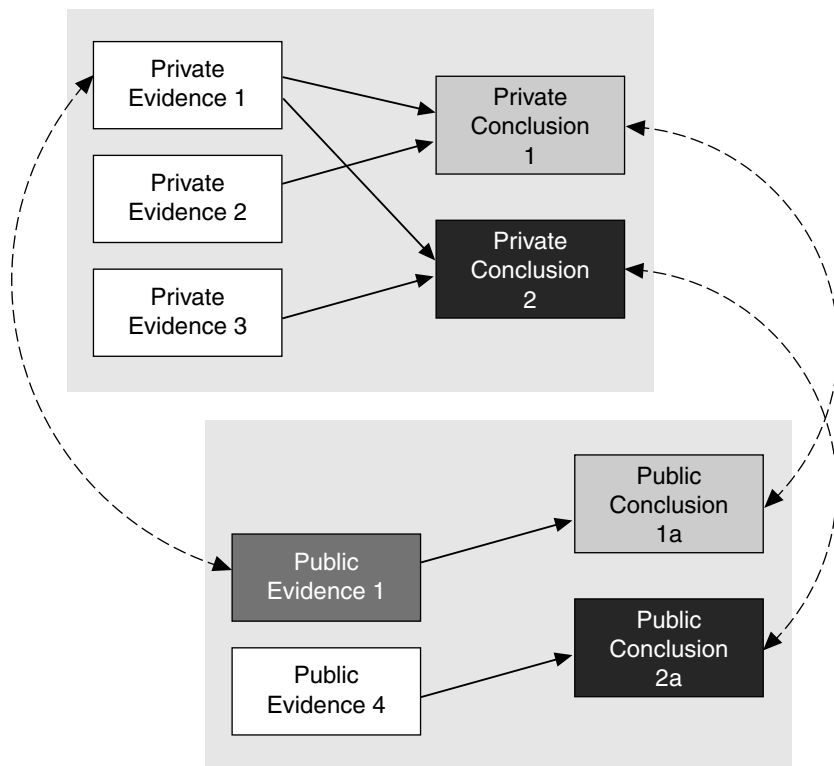 Private
Evidence 1
Private
Evidence 2
Private
Evidence 3
Private
Conclusion
1
Private
Conclusion
2
Public
Evidence 1
Public
Evidence 4
Public
Conclusion
1a
Public
Conclusion
2a